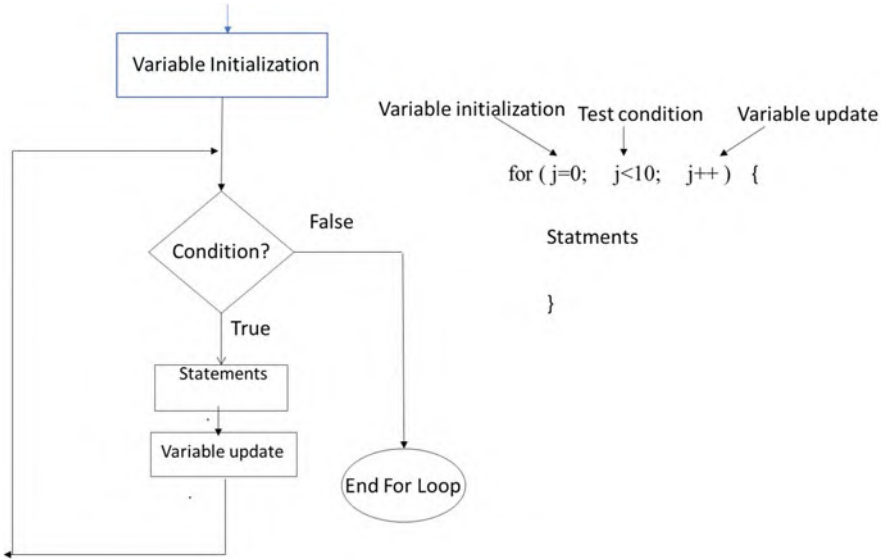 Variable Initialization
Variable initialization
Test condition
Variable update
for ( j=0; j<10; j++ ) {
Statments
}
Condition?
False
True
Statements
Variable update
End For Loop